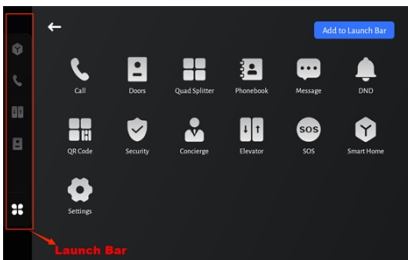 Add to Launch Bar
Call Doors Quad Splitter Phonebook Message DND
QR Code Security Concierge Elevator SOS Smart Home
SOS
Settings
Launch Bar